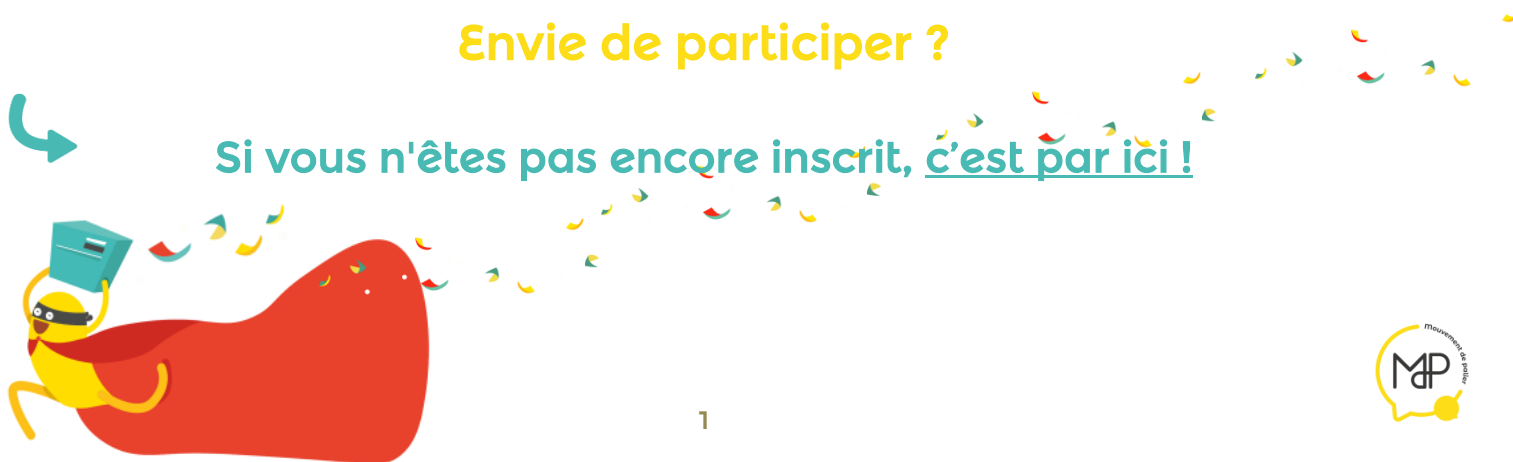 Envie de participer ?
Si vous n'êtes pas encore inscrit, c’est par ici !
mouvement de palier
MdP
1